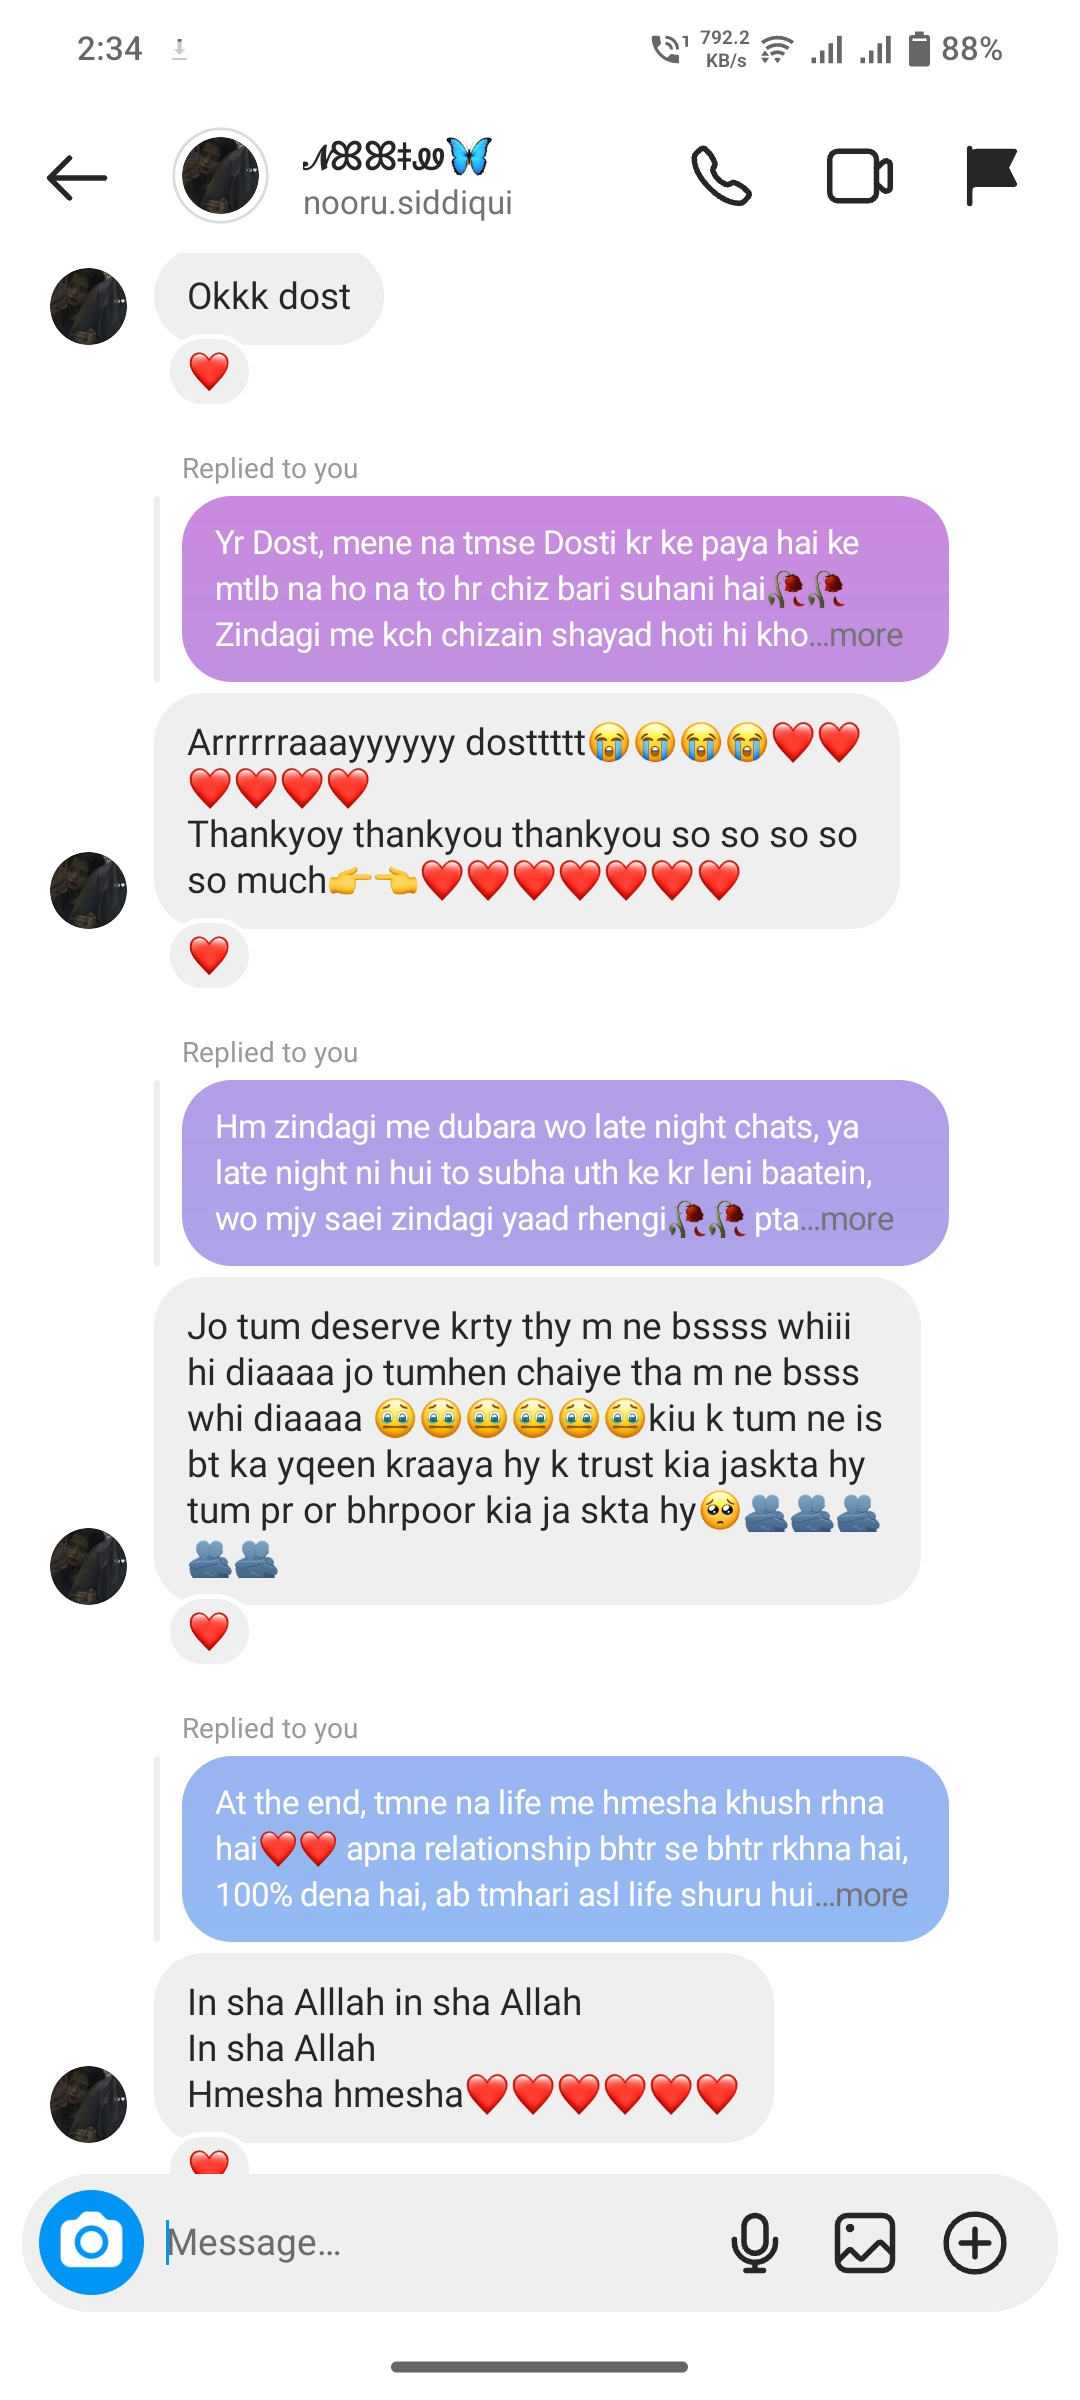 2:34
1 792.2 KB/s 88%
nooru.siddiqui
Okkk dost
❤️
Replied to you
Yr Dost, mene na tmse Dosti kr ke paya hai ke
mtlb na ho na to hr chiz bari suhani hai🥀🥀
Zindagi me kch chizain shayad hoti hi kho...more
Arrrrrraaayyyyyy dosttttt😭😭😭😭❤️❤️
❤️❤️❤️❤️
Thankyoy thankyou thankyou so so so so
so much👉👈❤️❤️❤️❤️❤️❤️❤️
❤️
Replied to you
Hm zindagi me dubara wo late night chats, ya
late night ni hui to subha uth ke kr leni baatein,
wo mjy saei zindagi yaad rhengi🥀🥀 pta...more
Jo tum deserve krty thy m ne bssss whiii
hi diaaaa jo tumhen chaiye tha m ne bsss
whi diaaaa 🥹🥹🥹🥹🥹🥹kiu k tum ne is
bt ka yqeen kraaya hy k trust kia jaskta hy
tum pr or bhrpoor kia ja skta hy🥺🫂🫂🫂
🫂🫂
❤️
Replied to you
At the end, tmne na life me hmesha khush rhna
hai❤️❤️ apna relationship bhtr se bhtr rkhna hai,
100% dena hai, ab tmhari asl life shuru hui...more
In sha Alllah in sha Allah
In sha Allah
Hmesha hmesha❤️❤️❤️❤️❤️❤️
❤️
Message...